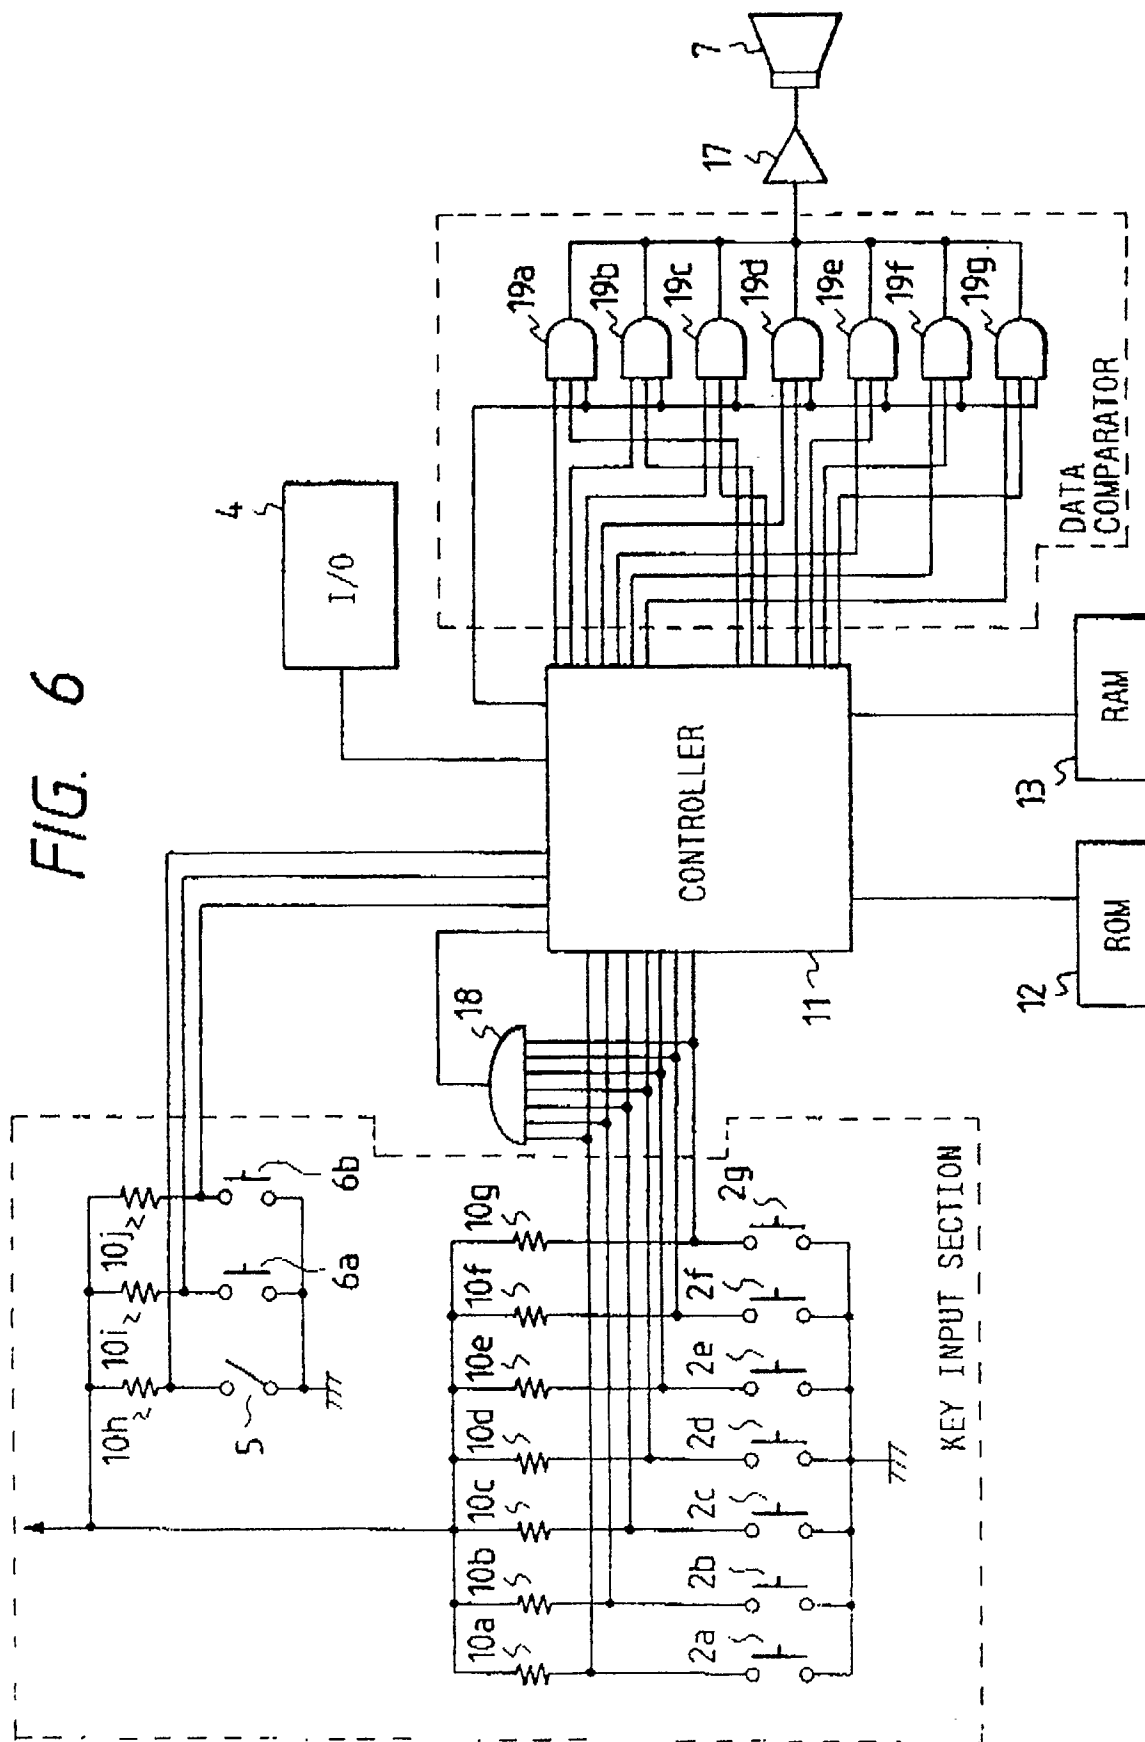 FIG. 6
10h
10i
10j
5
6a
6b
10a
10b
10c
10d
10e
10f
10g
2a
2b
2c
2d
2e
2f
2g
KEY INPUT SECTION
18
CONTROLLER
11
4
I/O
12
ROM
13
RAM
19a
19b
19c
19d
19e
19f
19g
DATA
COMPARATOR
17
7